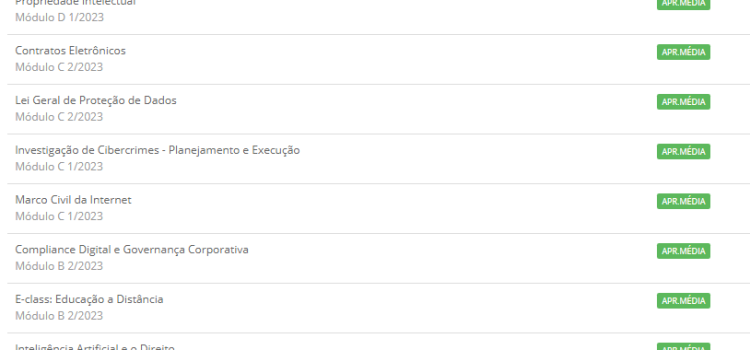 Propriedade Intelectual
APR.MÉDIA
Módulo D 1/2023
Contratos Eletrônicos
APR.MÉDIA
Módulo C 2/2023
Lei Geral de Proteção de Dados
APR.MÉDIA
Módulo C 2/2023
Investigação de Cibercrimes - Planejamento e Execução
APR.MÉDIA
Módulo C 1/2023
Marco Civil da Internet
APR.MÉDIA
Módulo C 1/2023
Compliance Digital e Governança Corporativa
APR.MÉDIA
Módulo B 2/2023
E-class: Educação a Distância
APR.MÉDIA
Módulo B 2/2023
Inteligência Artificial e o Direito
APR.MÉDIA